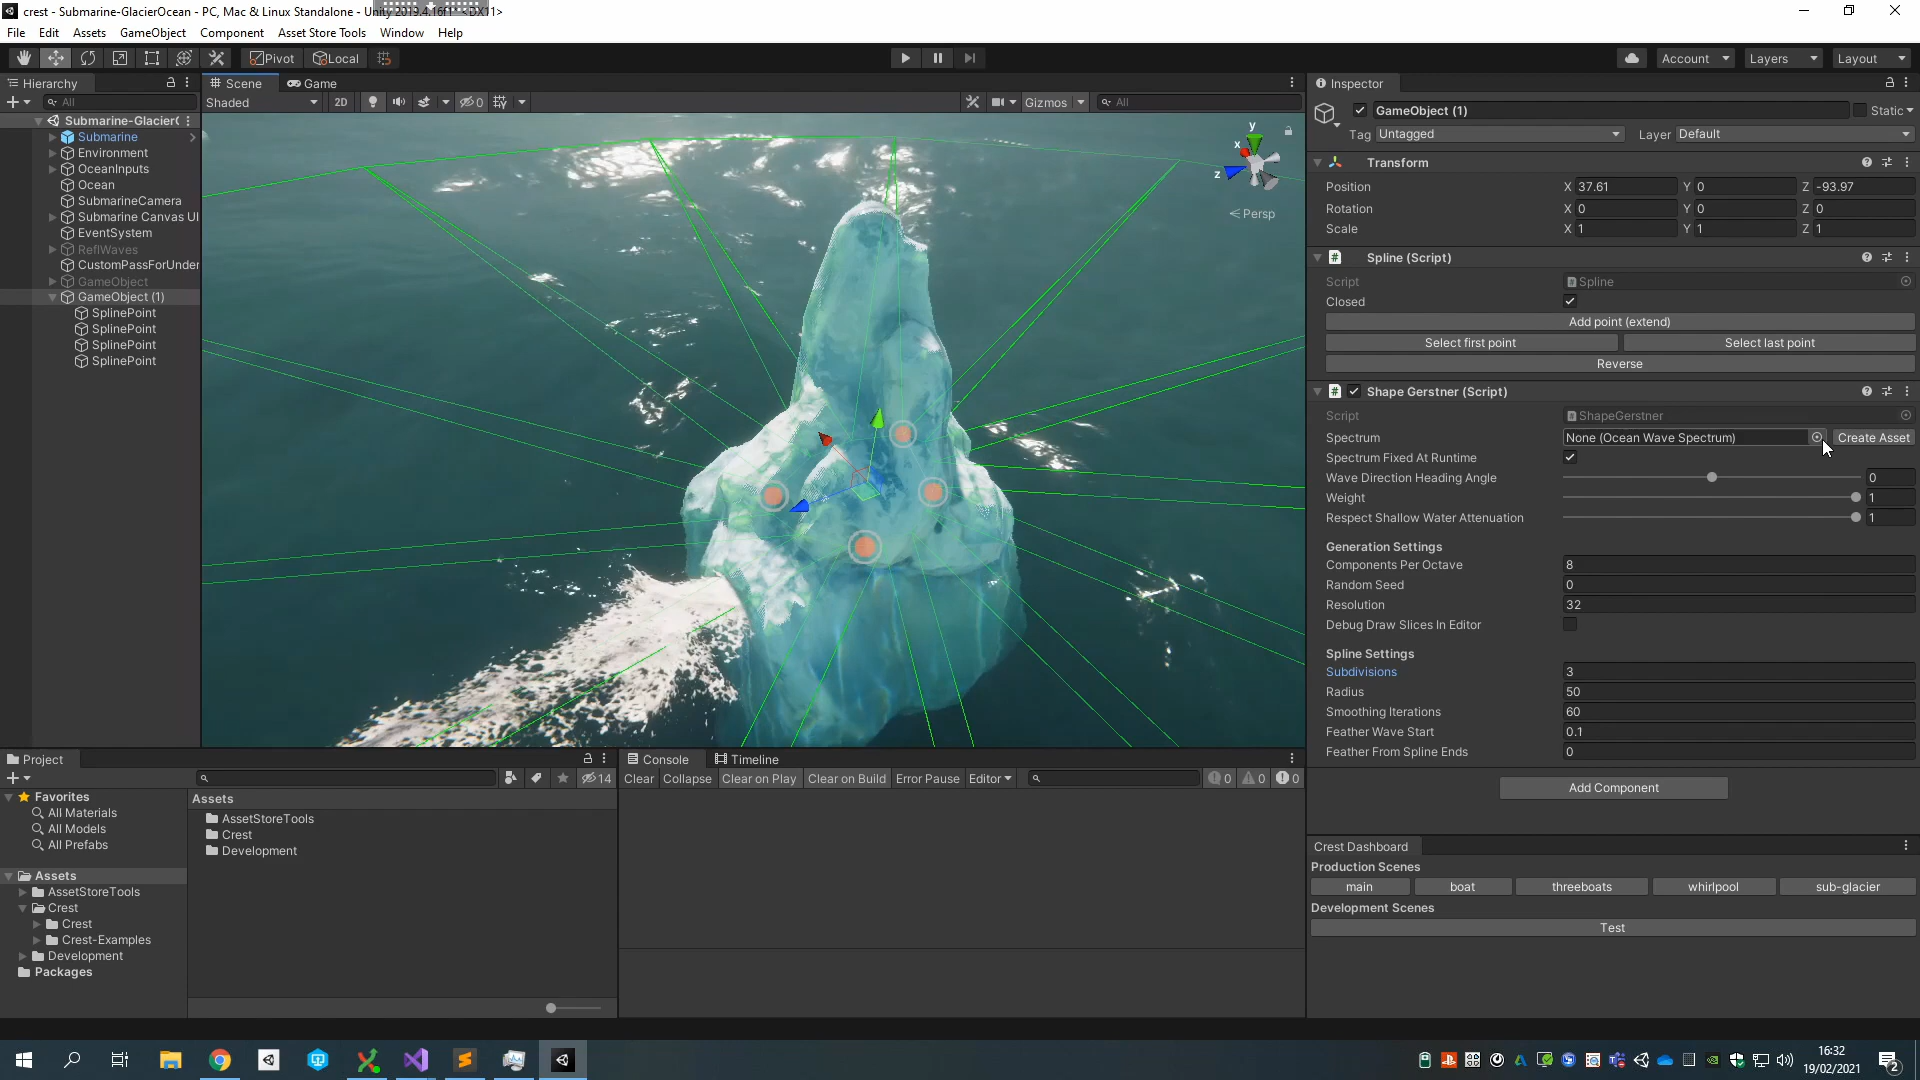 crest - Submarine-GlacierOcean - PC, Mac & Linux Standalone - Unity 2019.4.16f1* <DX11>
File Edit Assets GameObject Component Asset Store Tools Window Help
Pivot Local Account Layers Layout
Hierarchy
All
Submarine-Glacier(
Submarine
Environment
OceanInputs
Ocean
SubmarineCamera
Submarine Canvas UI
EventSystem
ReflWaves
CustomPassForUnder
GameObject
GameObject (1)
SplinePoint
SplinePoint
SplinePoint
SplinePoint
Scene Game
Shaded 2D 0 Gizmos All
y
x
z
Persp
Inspector
GameObject (1) Static
Tag Untagged Layer Default
Transform
Position X 37.61 Y 0 Z -93.97
Rotation X 0 Y 0 Z 0
Scale X 1 Y 1 Z 1
# Spline (Script)
Script Spline
Closed
Add point (extend)
Select first point Select last point
Reverse
# Shape Gerstner (Script)
Script ShapeGerstner
Spectrum None (Ocean Wave Spectrum) Create Asset
Spectrum Fixed At Runtime
Wave Direction Heading Angle 0
Weight 1
Respect Shallow Water Attenuation 1
Generation Settings
Components Per Octave 8
Random Seed 0
Resolution 32
Debug Draw Slices In Editor
Spline Settings
Subdivisions 3
Radius 50
Smoothing Iterations 60
Feather Wave Start 0.1
Feather From Spline Ends 0
Add Component
Crest Dashboard
Production Scenes
main boat threeboats whirlpool sub-glacier
Development Scenes
Test
Project
14
Favorites
All Materials
All Models
All Prefabs
Assets
AssetStoreTools
Crest
Crest
Crest-Examples
Development
Packages
Assets
AssetStoreTools
Crest
Development
Console Timeline
Clear Collapse Clear on Play Clear on Build Error Pause Editor 0 0 0
16:32
19/02/2021
2